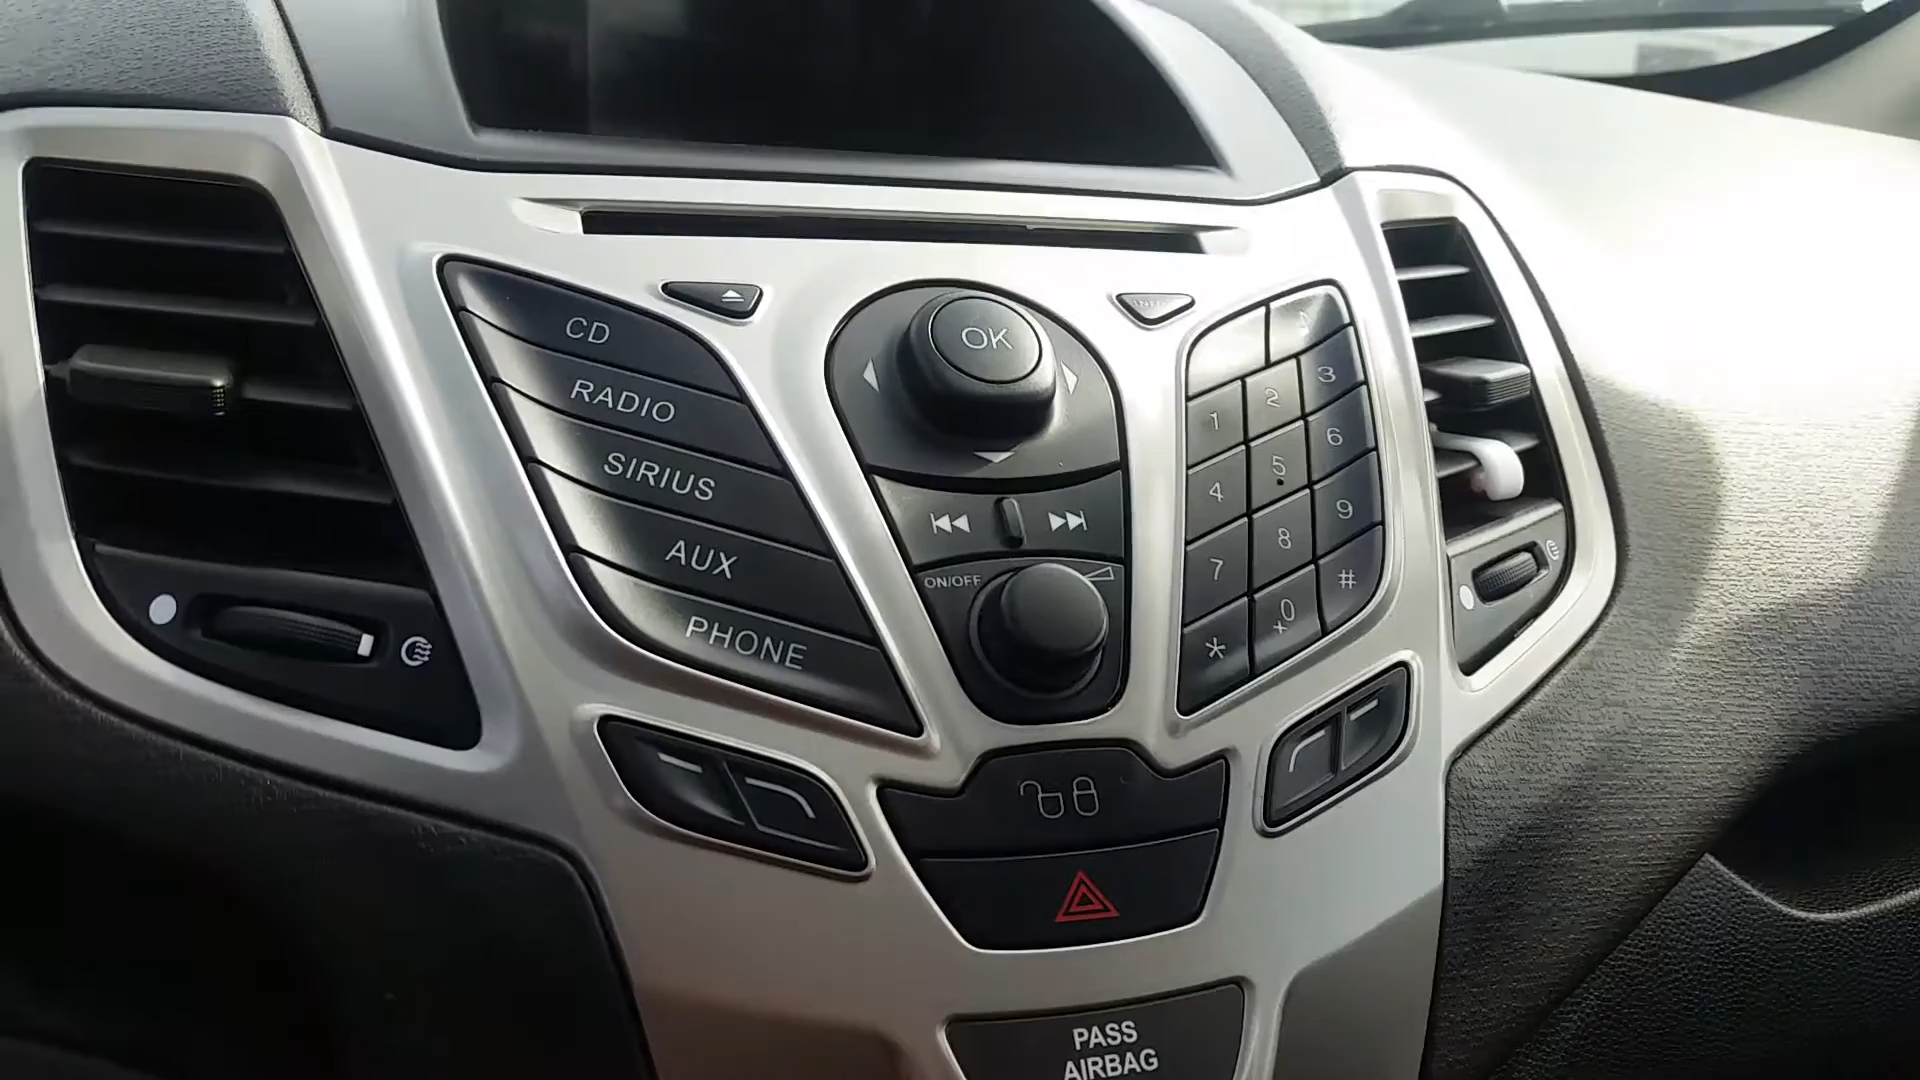 CD
RADIO
SIRIUS
AUX
PHONE
OK
ON/OFF
1 2 3
4 5 6
7 8 9
* 0+ #
PASS
AIRBAG